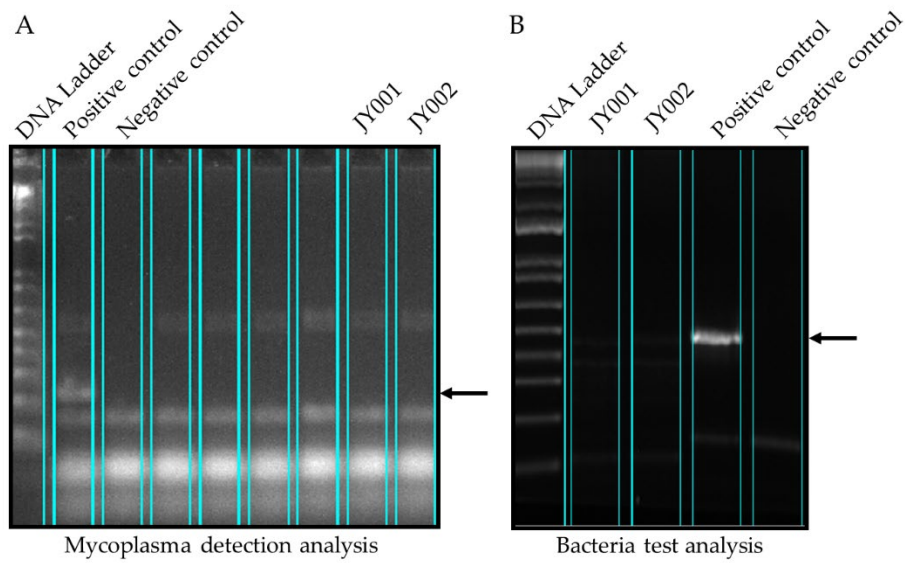 A
DNA Ladder
Positive control
Negative control
JY001
JY002
Mycoplasma detection analysis
B
DNA Ladder
JY001
JY002
Positive control
Negative control
Bacteria test analysis